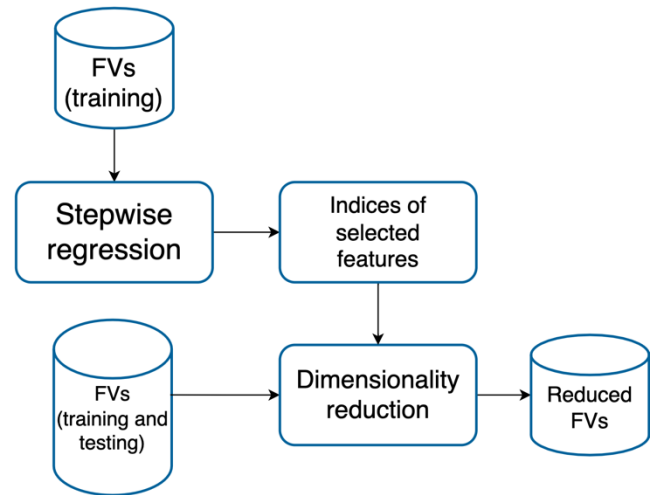 FVs
(training)
Stepwise
regression
Indices of
selected
features
FVs
(training and
testing)
Dimensionality
reduction
Reduced
FVs